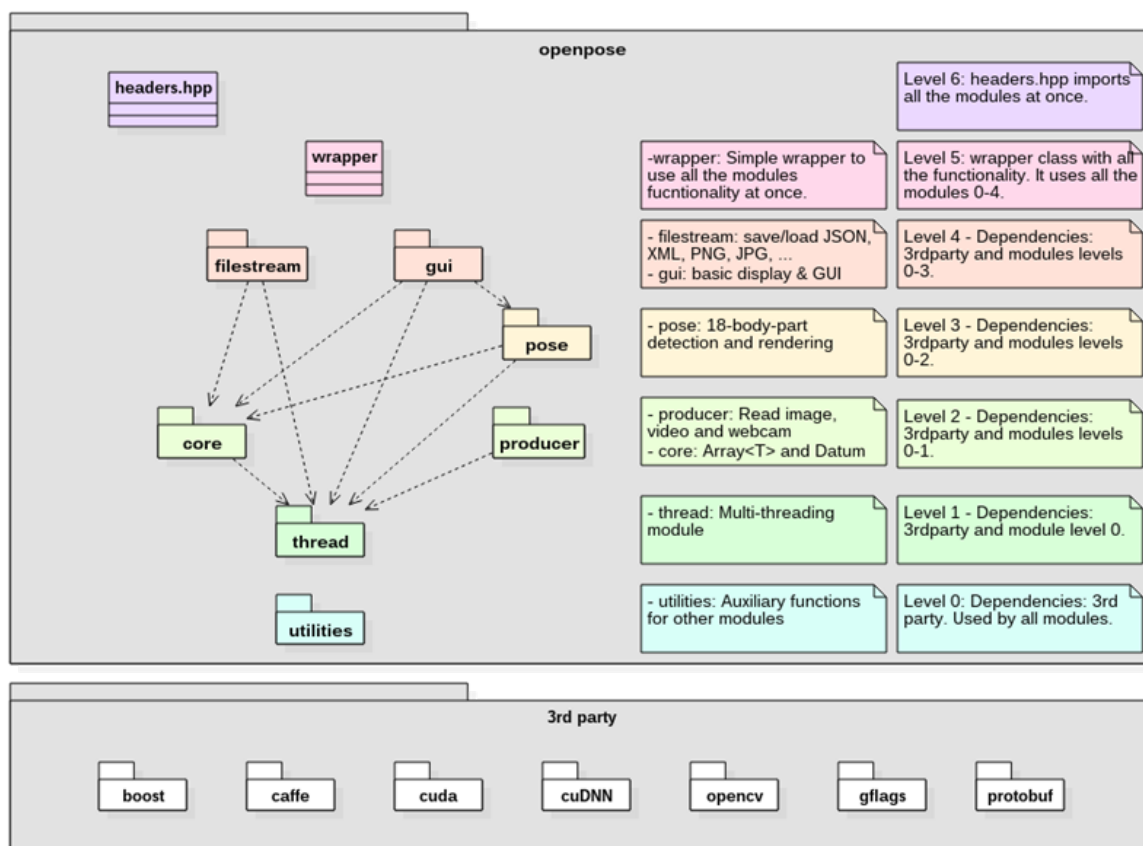 openpose
headers.hpp
Level 6: headers.hpp imports
all the modules at once.
wrapper
-wrapper: Simple wrapper to
use all the modules
fucntionality at once.
Level 5: wrapper class with all
the functionality. It uses all the
modules 0-4.
filestream
gui
- filestream: save/load JSON,
XML, PNG, JPG, ...
- gui: basic display & GUI
Level 4 - Dependencies:
3rdparty and modules levels
0-3.
pose
- pose: 18-body-part
detection and rendering
Level 3 - Dependencies:
3rdparty and modules levels
0-2.
core
producer
- producer: Read image,
video and webcam
- core: Array<T> and Datum
Level 2 - Dependencies:
3rdparty and modules levels
0-1.
thread
- thread: Multi-threading
module
Level 1 - Dependencies:
3rdparty and module level 0.
utilities
- utilities: Auxiliary functions
for other modules
Level 0: Dependencies: 3rd
party. Used by all modules.
3rd party
boost
caffe
cuda
cuDNN
opencv
gflags
protobuf